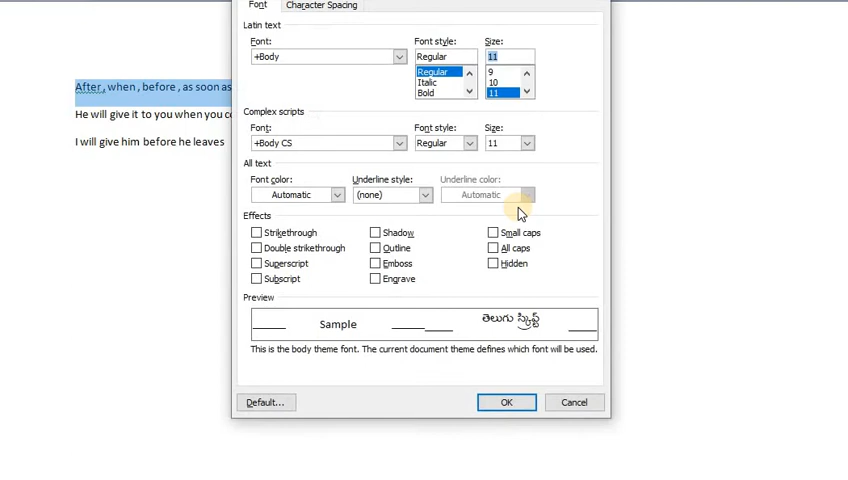 Font Character Spacing
Latin text
Font: Font style: Size:
+Body Regular 11
After , when , before , as soon as Regular 9
Italic 10
Bold 11
Complex scripts
He will give it to you when you
Font: Font style: Size:
I will give him before he leaves +Body CS Regular 11
All text
Font color: Underline style: Underline color:
Automatic (none) Automatic
Effects
Strikethrough Shadow Small caps
Double strikethrough Outline All caps
Superscript Emboss Hidden
Subscript Engrave
Preview
Sample తెలుగు స్క్రిప్ట్
This is the body theme font. The current document theme defines which font will be used.
Default... OK Cancel